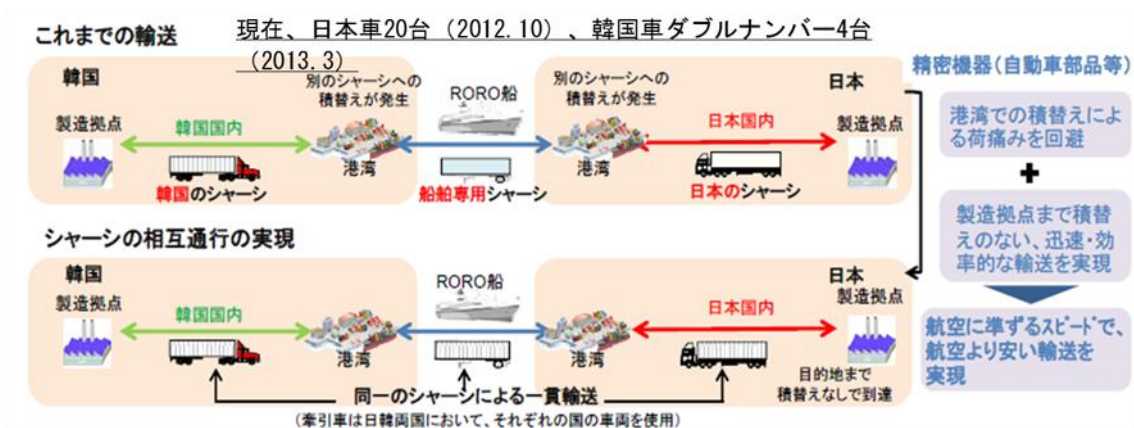 これまでの輸送
現在、日本車20台（2012.10）、韓国車ダブルナンバー4台
（2013.3）
韓国
製造拠点
韓国国内
韓国のシャーシ
別のシャーシへの
積替えが発生
港湾
RORO船
船舶専用シャーシ
別のシャーシへの
積替えが発生
港湾
日本国内
日本のシャーシ
日本
製造拠点
シャーシの相互通行の実現
韓国
製造拠点
韓国国内
港湾
RORO船
港湾
日本国内
日本
製造拠点
目的地まで
積替えなしで到達
同一のシャーシによる一貫輸送
（牽引車は日韓両国において、それぞれの国の車両を使用）
精密機器（自動車部品等）
港湾での積替えによ
る荷痛みを回避
＋
製造拠点まで積替
えのない、迅速・効
率的な輸送を実現
航空に準ずるスピードで、
航空より安い輸送を
実現